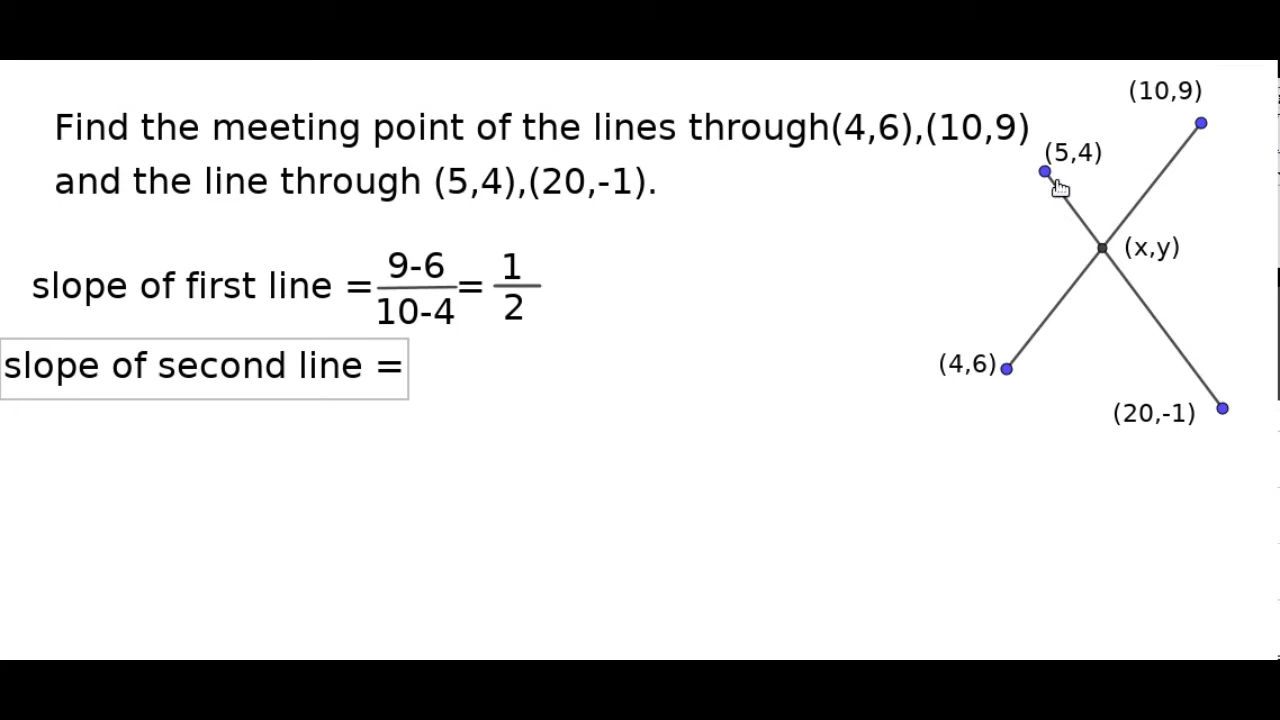 Find the meeting point of the lines through(4,6),(10,9)
and the line through (5,4),(20,-1).
slope of first line = 9-6/10-4 = 1/2
slope of second line =
(10,9)
(5,4)
(x,y)
(4,6)
(20,-1)